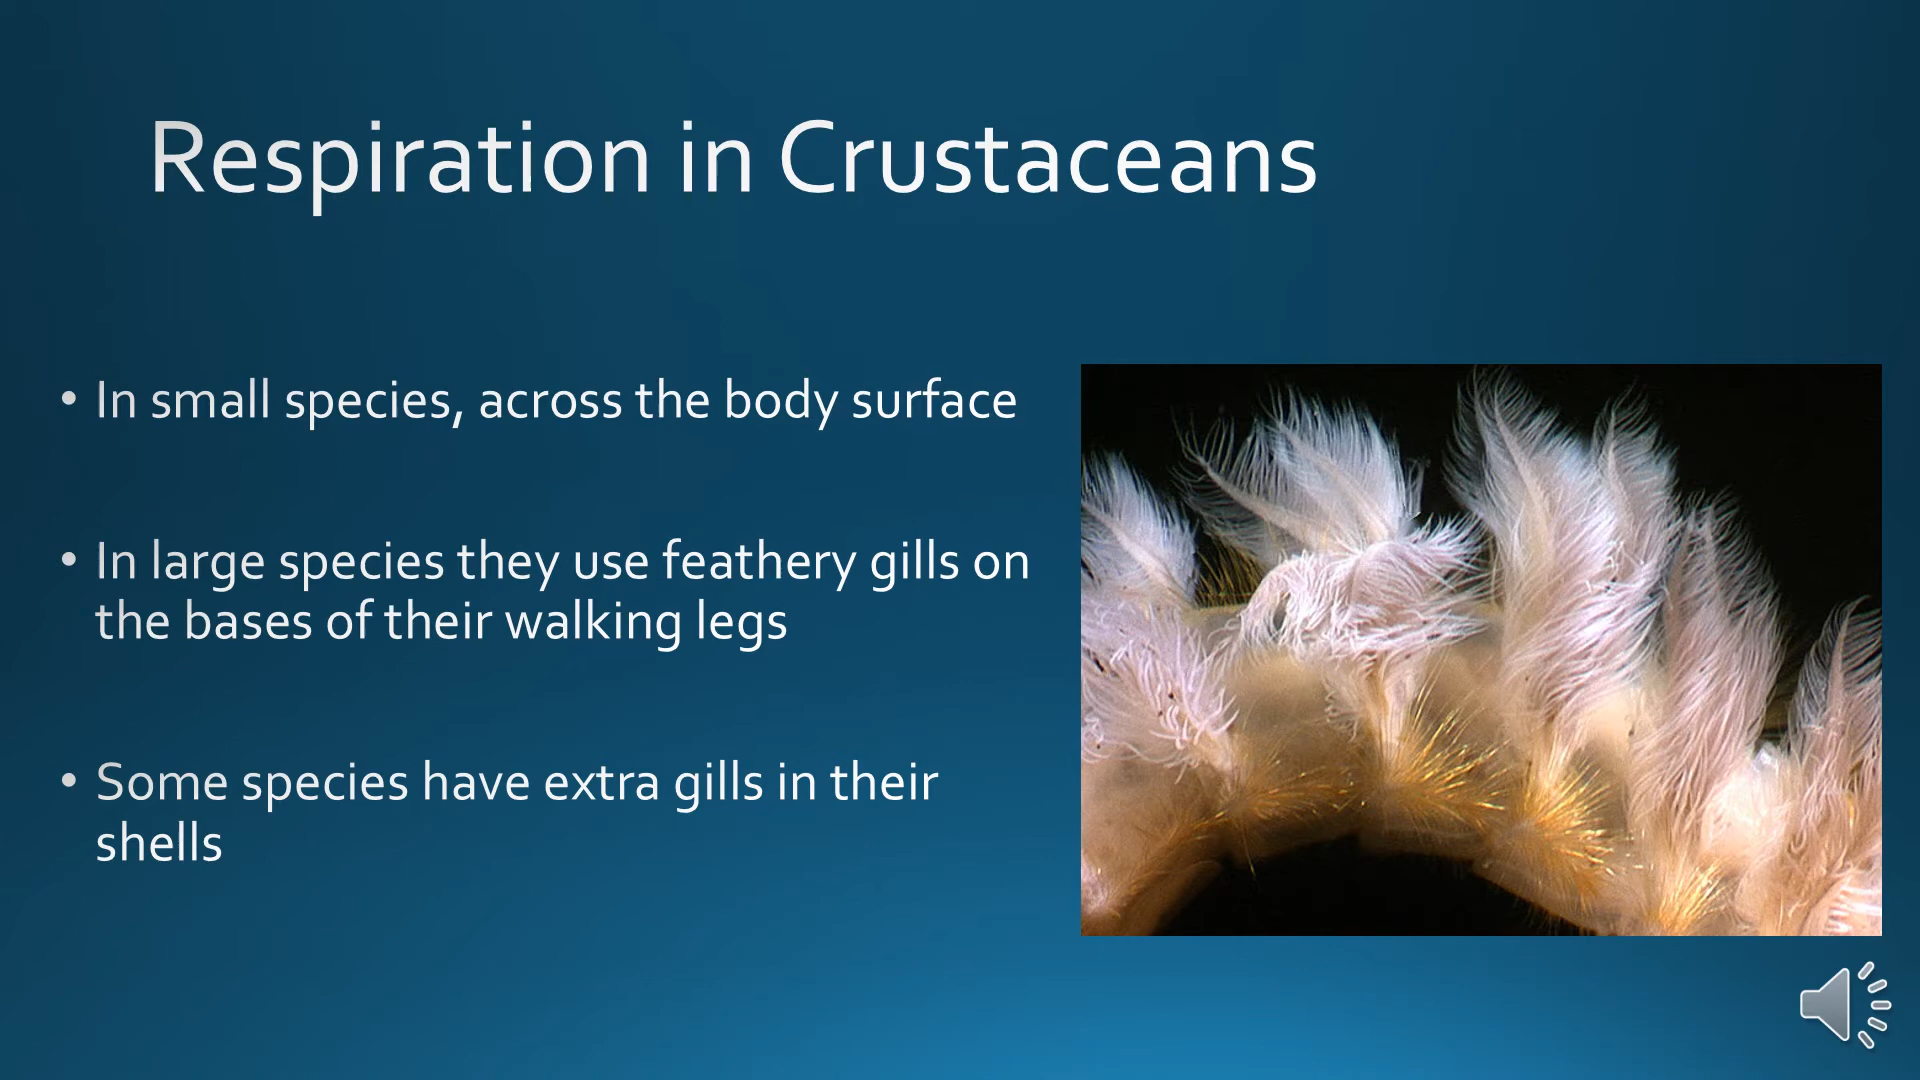 Respiration in Crustaceans
• In small species, across the body surface
• In large species they use feathery gills on
the bases of their walking legs
• Some species have extra gills in their
shells